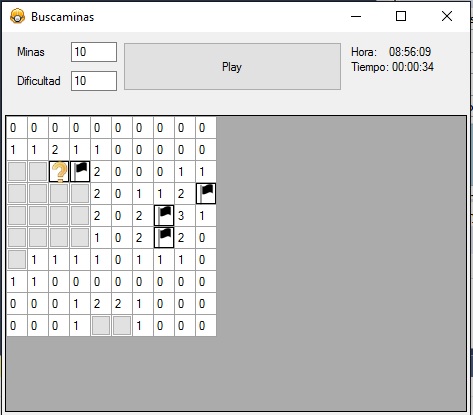 Buscaminas
Minas 10
Dificultad 10
Play
Hora: 08:56:09
Tiempo: 00:00:34
0 0 0 0 0 0 0 0 0 0
1 1 2 1 1 0 0 0 0 0
? 2 0 0 0 1 1
2 0 1 1 2
2 0 2 3 1
1 0 2 2 0
1 1 1 1 0 1 1 1 0
1 1 0 0 0 0 0 0 0 0
0 0 0 1 2 2 1 0 0 0
0 0 0 1 1 0 0 0